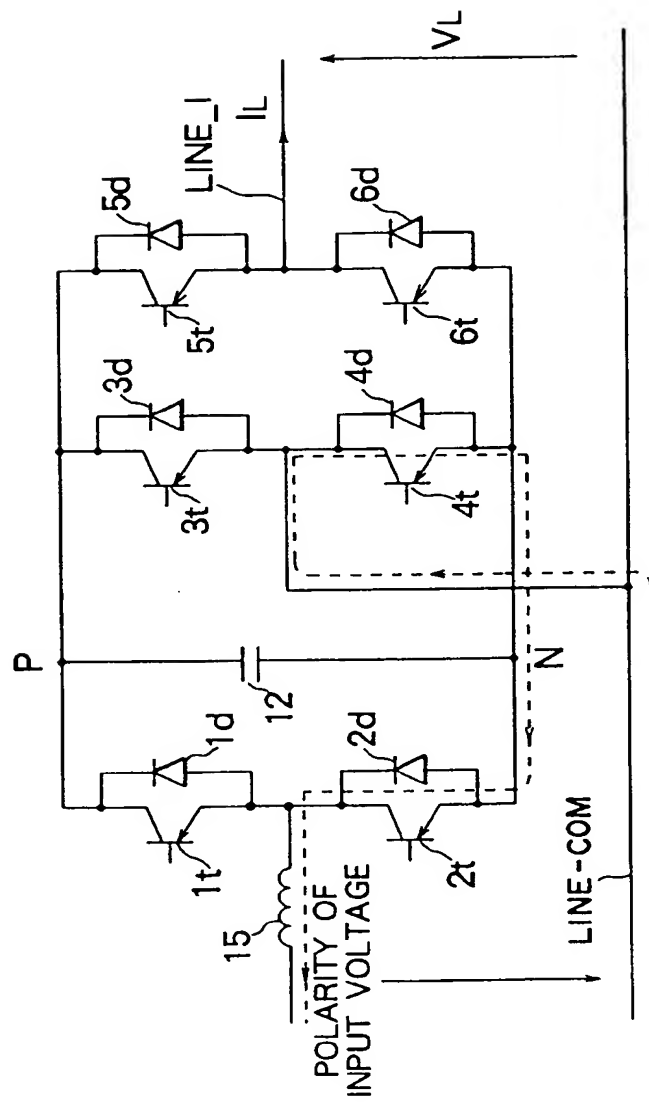 P
N
1t
1d
2t
2d
3t
3d
4t
4d
5t
5d
6t
6d
12
15
LINE_1
IL
VL
POLARITY OF
INPUT VOLTAGE
LINE-COM